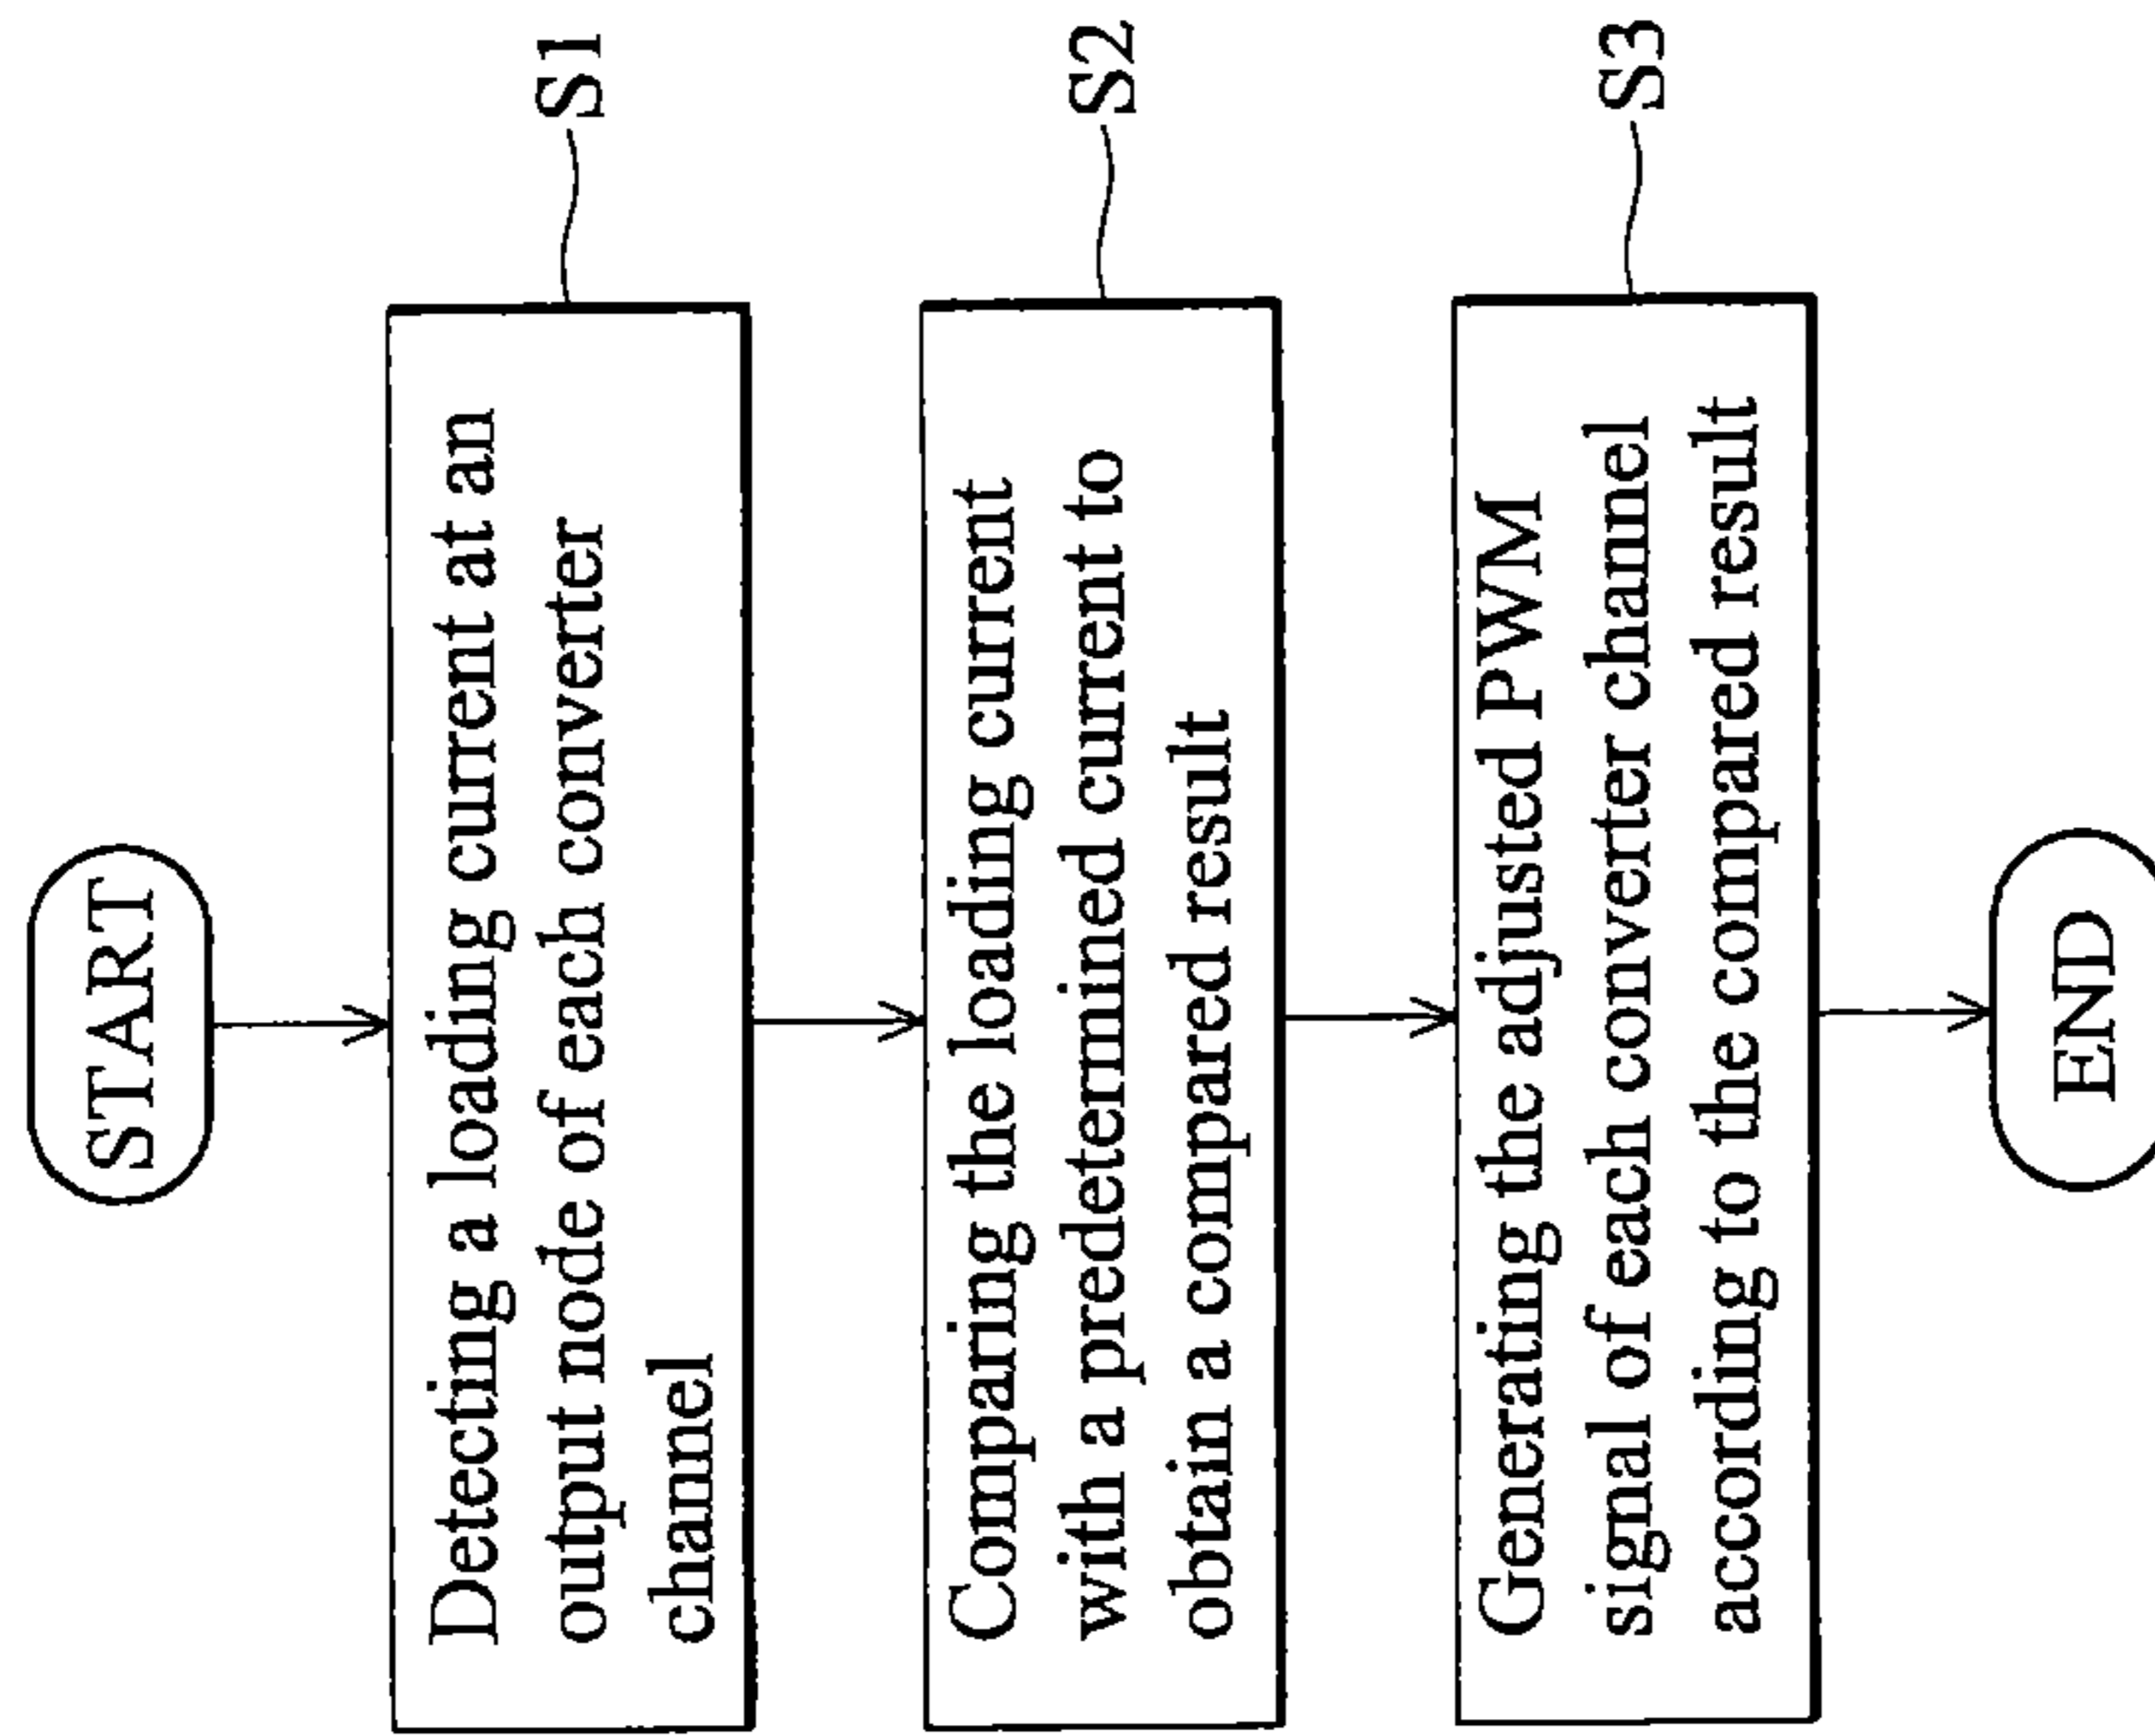 START
Detecting a loading current at an
output node of each converter
channel
S1
Comparing the loading current
with a predetermined current to
obtain a compared result
S2
Generating the adjusted PWM
signal of each converter channel
according to the compared result
S3
END